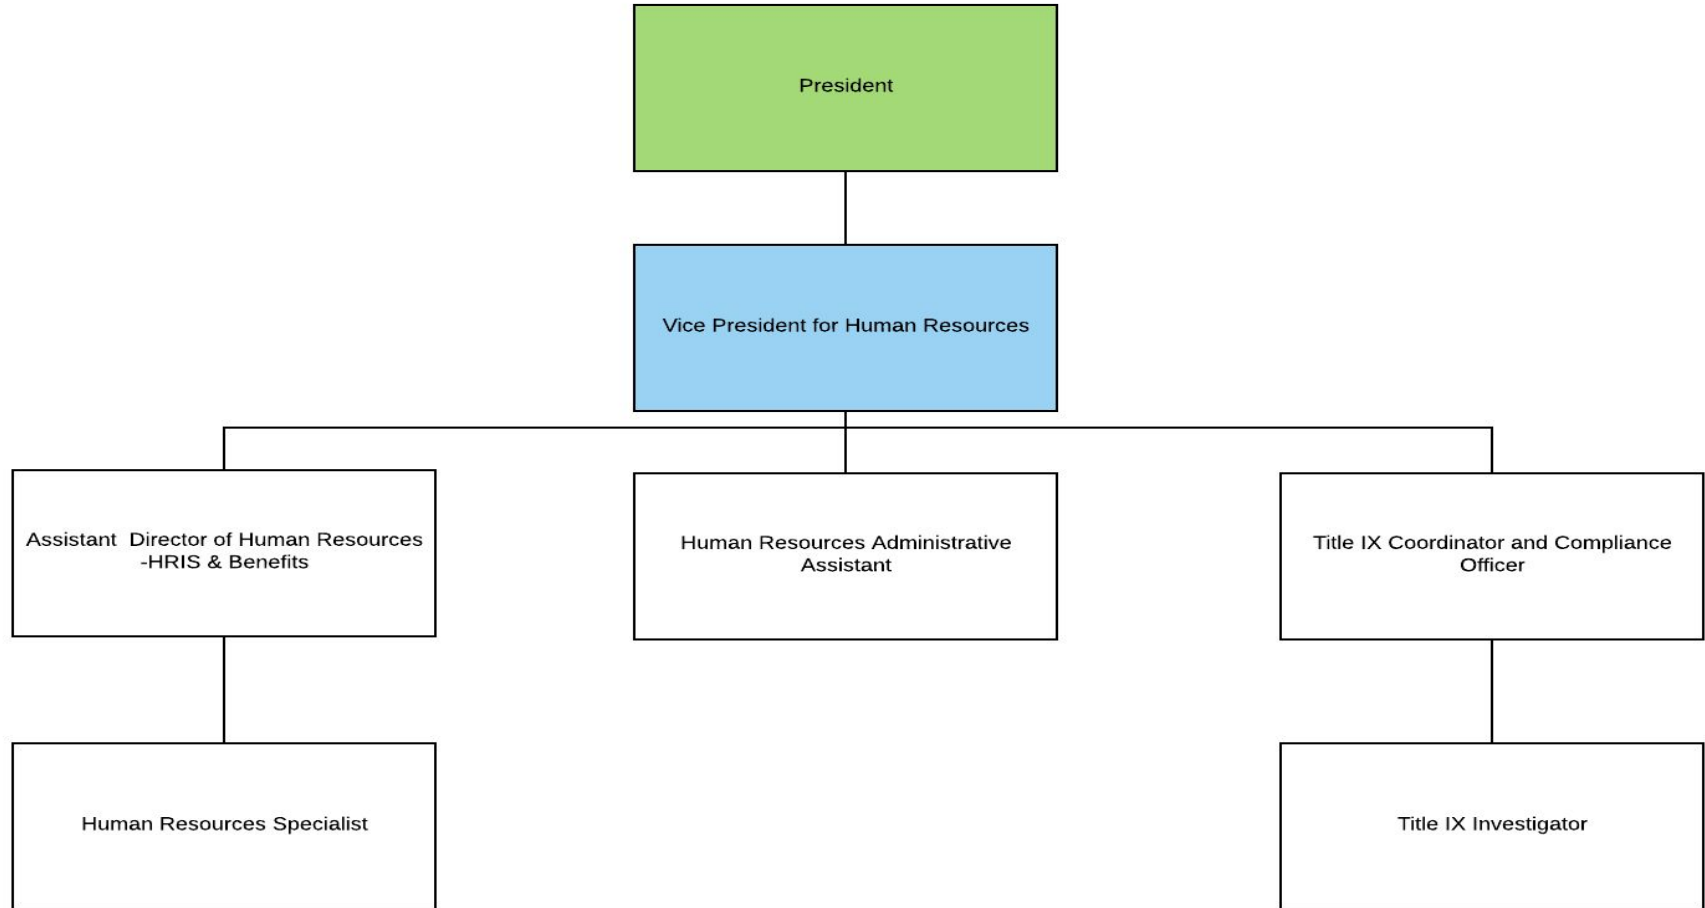 President
Vice President for Human Resources
Assistant  Director of Human Resources
-HRIS & Benefits
Human Resources Administrative
Assistant
Title IX Coordinator and Compliance
Officer
Human Resources Specialist
Title IX Investigator